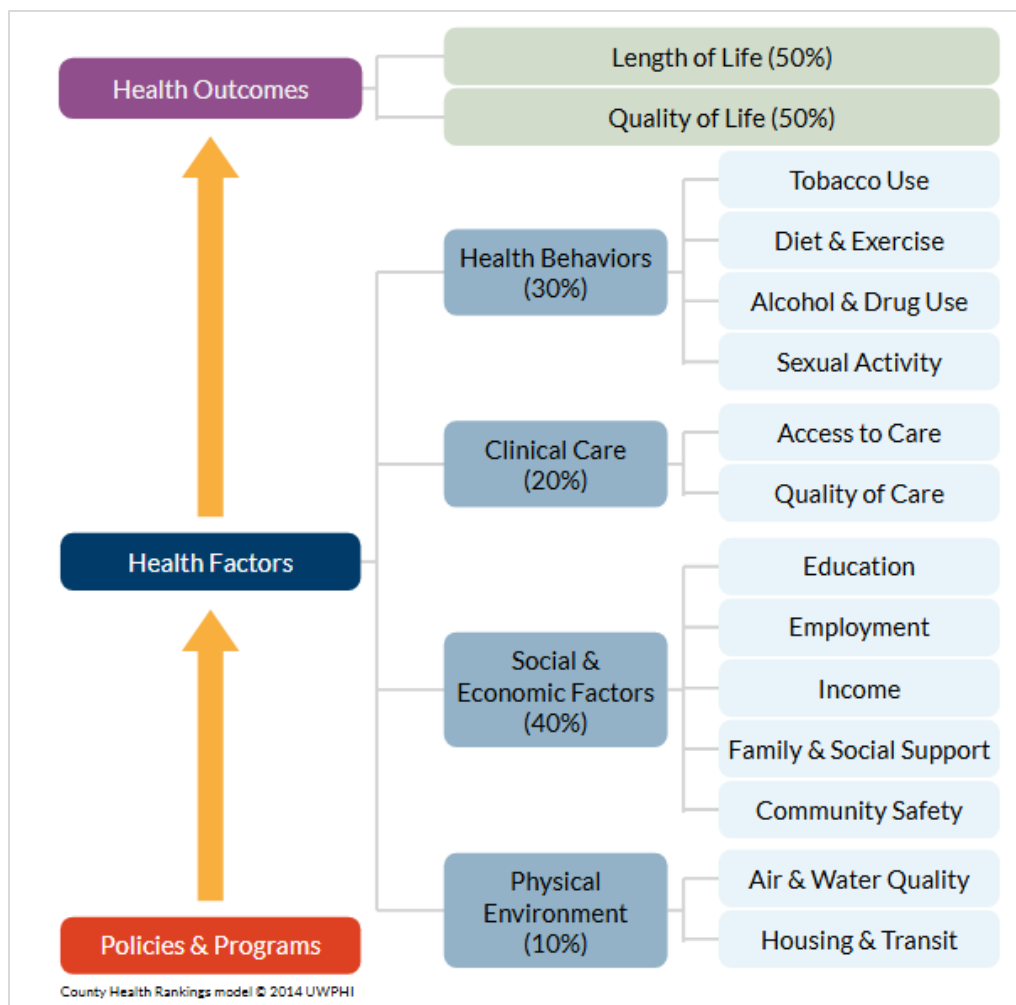 Health Outcomes
Length of Life (50%)
Quality of Life (50%)
Health Factors
Health Behaviors
(30%)
Tobacco Use
Diet & Exercise
Alcohol & Drug Use
Sexual Activity
Clinical Care
(20%)
Access to Care
Quality of Care
Social &
Economic Factors
(40%)
Education
Employment
Income
Family & Social Support
Community Safety
Physical
Environment
(10%)
Air & Water Quality
Housing & Transit
Policies & Programs
County Health Rankings model © 2014 UWPHI